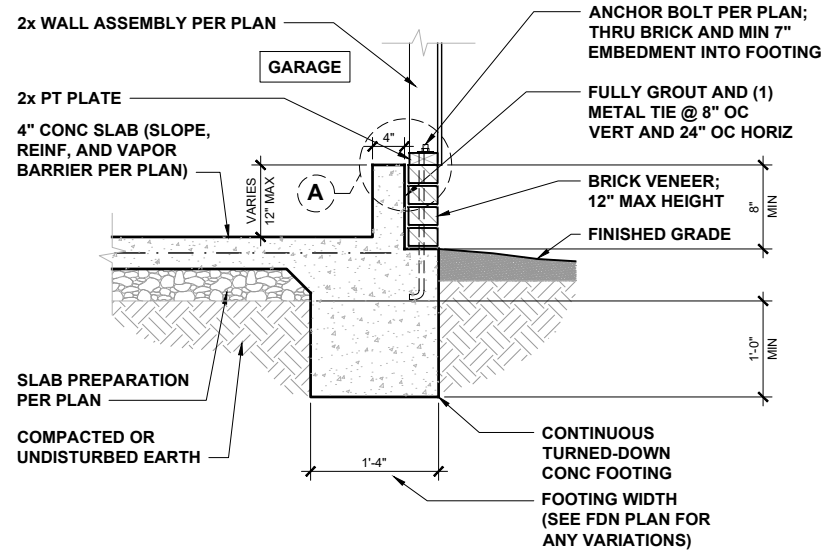 2x WALL ASSEMBLY PER PLAN
GARAGE
2x PT PLATE
4" CONC SLAB (SLOPE,
REINF, AND VAPOR
BARRIER PER PLAN)
VARIES
12" MAX
A
4"
ANCHOR BOLT PER PLAN;
THRU BRICK AND MIN 7"
EMBEDMENT INTO FOOTING
FULLY GROUT AND (1)
METAL TIE @ 8" OC
VERT AND 24" OC HORIZ
BRICK VENEER;
12" MAX HEIGHT
FINISHED GRADE
8"
MIN
1'-0"
MIN
SLAB PREPARATION
PER PLAN
COMPACTED OR
UNDISTURBED EARTH
1'-4"
CONTINUOUS
TURNED-DOWN
CONC FOOTING
FOOTING WIDTH
(SEE FDN PLAN FOR
ANY VARIATIONS)